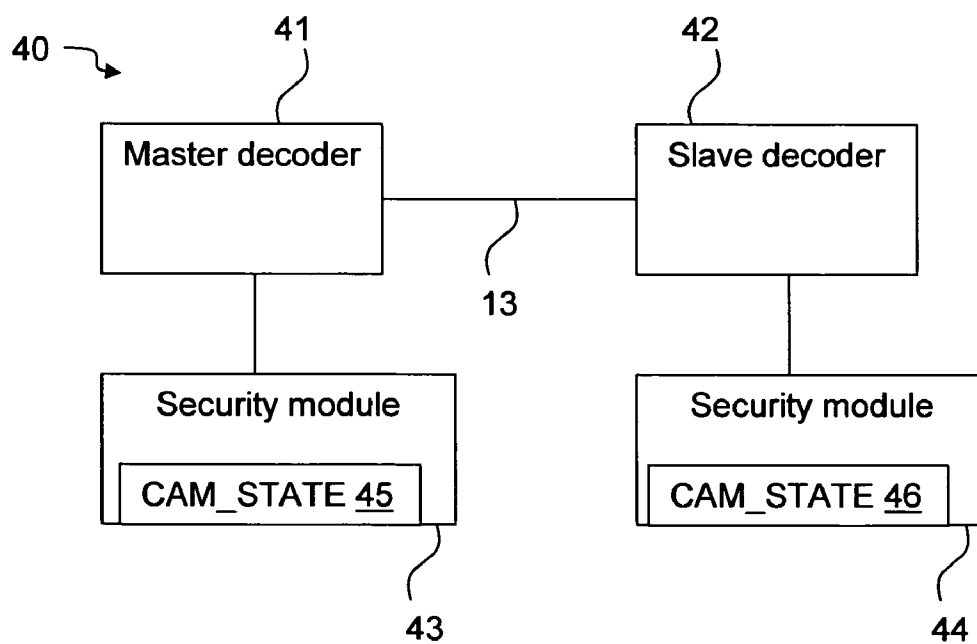 40
41
42
Master decoder
Slave decoder
13
Security module
Security module
CAM_STATE 45
CAM_STATE 46
43
44